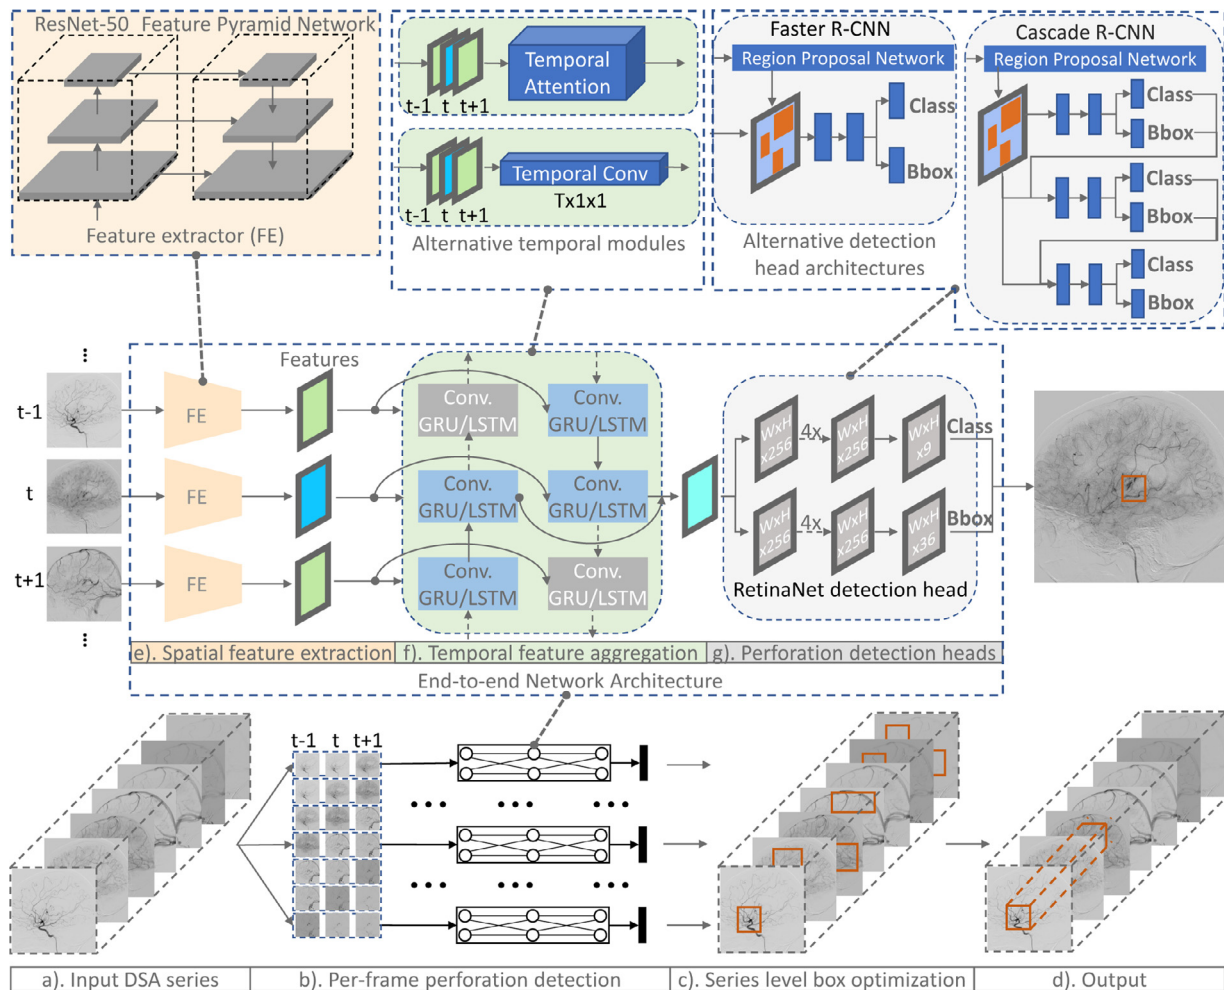 ResNet-50 Feature Pyramid Network
Feature extractor (FE)
t-1 t t+1
Temporal
Attention
t-1 t t+1
Temporal Conv
Tx1x1
Alternative temporal modules
Faster R-CNN
Region Proposal Network
Class
Bbox
Alternative detection
head architectures
Cascade R-CNN
Region Proposal Network
Class
Bbox
Class
Bbox
Class
Bbox
...
t-1
t
t+1
...
FE
FE
FE
Features
Conv.
GRU/LSTM
Conv.
GRU/LSTM
Conv.
GRU/LSTM
Conv.
GRU/LSTM
Conv.
GRU/LSTM
Conv.
GRU/LSTM
WxH
x256
4x
WxH
x256
WxH
x9
Class
WxH
x256
4x
WxH
x256
WxH
x36
Bbox
RetinaNet detection head
e). Spatial feature extraction
f). Temporal feature aggregation
g). Perforation detection heads
End-to-end Network Architecture
t-1 t t+1
... ... ...
... ... ...
a). Input DSA series
b). Per-frame perforation detection
c). Series level box optimization
d). Output